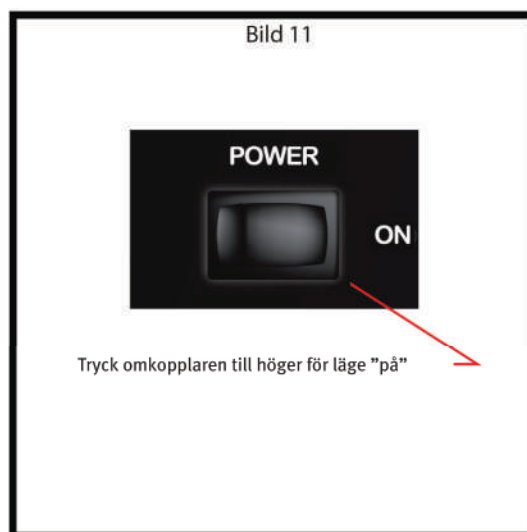 Bild 11
POWER
ON
Tryck omkopplaren till höger för läge ”på”